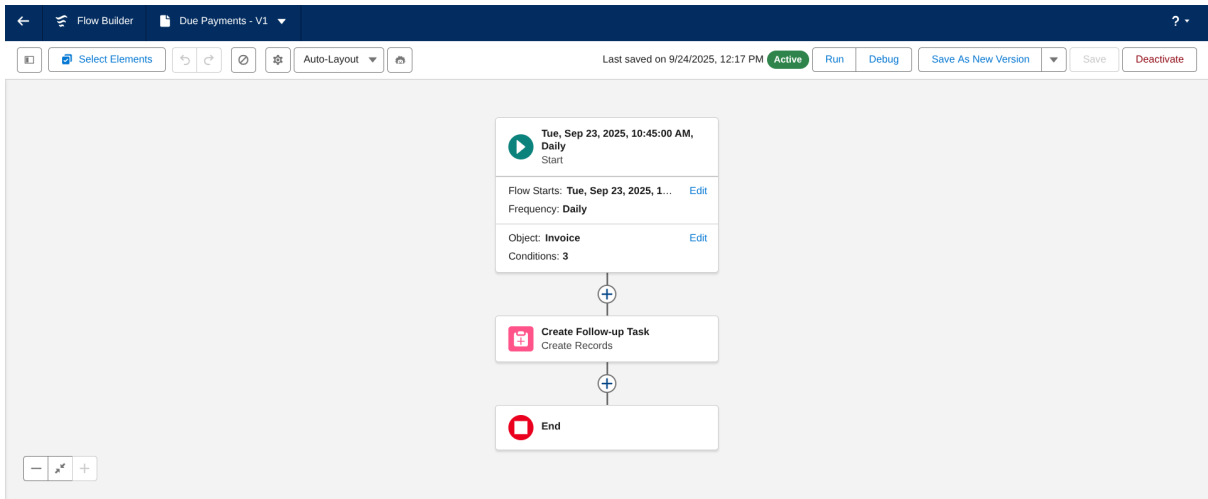 Flow Builder
Due Payments - V1
?
Select Elements
Auto-Layout
Last saved on 9/24/2025, 12:17 PM
Active
Run
Debug
Save As New Version
Save
Deactivate
Tue, Sep 23, 2025, 10:45:00 AM,
Daily
Start
Flow Starts: Tue, Sep 23, 2025, 1... Edit
Frequency: Daily
Object: Invoice Edit
Conditions: 3
Create Follow-up Task
Create Records
End